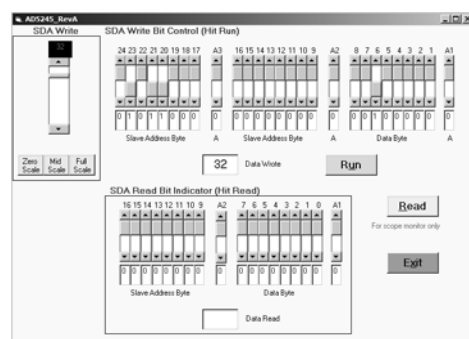 AD5245_RevA
SDA Write
SDA Write Bit Control (Hit Run)
32
24 23 22 21 20 19 18 17 A3 16 15 14 13 12 11 10 9 A2 8 7 6 5 4 3 2 1 A1
0 1 0 1 1 0 0 0 0 0 0 0 0 0 0 0 0 0 0 0 0 1 0 0 0 0 0 0
Slave Address Byte A Slave Address Byte A Data Byte A
Zero Scale Mid Scale Full Scale
32 Data Wrote Run
SDA Read Bit Indicator (Hit Read)
16 15 14 13 12 11 10 9 A2 7 6 5 4 3 2 1 0 A1
0 0 0 0 0 0 0 0 0 0 0 0 0 0 0 0 0 0
Slave Address Byte Data Byte
Data Read
Read
For scope monitor only
Exit